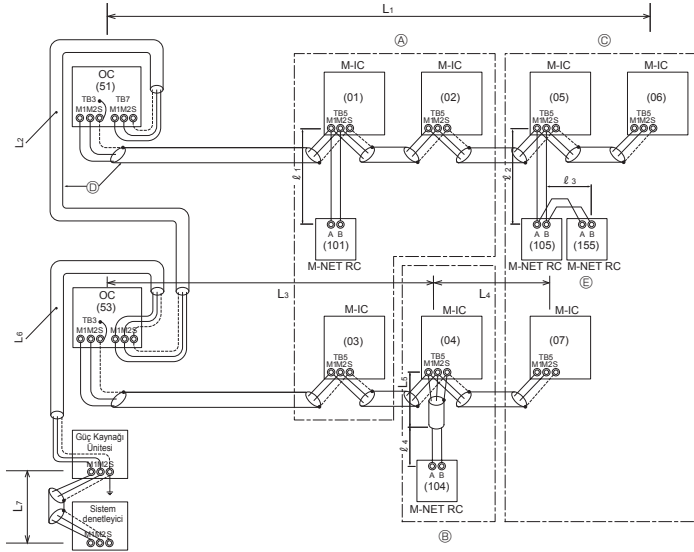 L1
Ⓐ
Ⓒ
M-IC
M-IC
M-IC
M-IC
OC
(51)
TB3
TB7
M1M2S
M1M2S
(01)
TB5
M1M2S
(02)
TB5
M1M2S
(05)
TB5
M1M2S
(06)
TB5
M1M2S
L2
Ⓓ
ℓ1
ℓ2
ℓ3
A B
(101)
M-NET RC
A B
(105)
M-NET RC
A B
(155)
M-NET RC
Ⓔ
L3
L4
L6
OC
(53)
TB3
M1M2S
M1M2S
M-IC
(03)
TB5
M1M2S
M-IC
(04)
TB5
M1M2S
M-IC
(07)
TB5
M1M2S
L5
ℓ4
A B
(104)
M-NET RC
Ⓑ
Güç Kaynağı
Ünitesi
M1M2S
L7
Sistem
denetleyici
M1M2S